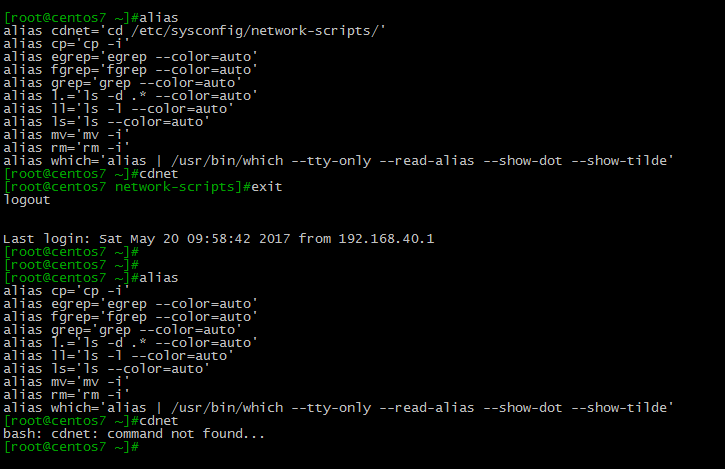 [root@centos7 ~]#alias
alias cdnet='cd /etc/sysconfig/network-scripts/'
alias cp='cp -i'
alias egrep='egrep --color=auto'
alias fgrep='fgrep --color=auto'
alias grep='grep --color=auto'
alias l.='ls -d .* --color=auto'
alias ll='ls -l --color=auto'
alias ls='ls --color=auto'
alias mv='mv -i'
alias rm='rm -i'
alias which='alias | /usr/bin/which --tty-only --read-alias --show-dot --show-tilde'
[root@centos7 ~]#cdnet
[root@centos7 network-scripts]#exit
logout
Last login: Sat May 20 09:58:42 2017 from 192.168.40.1
[root@centos7 ~]#
[root@centos7 ~]#
[root@centos7 ~]#alias
alias cp='cp -i'
alias egrep='egrep --color=auto'
alias fgrep='fgrep --color=auto'
alias grep='grep --color=auto'
alias l.='ls -d .* --color=auto'
alias ll='ls -l --color=auto'
alias ls='ls --color=auto'
alias mv='mv -i'
alias rm='rm -i'
alias which='alias | /usr/bin/which --tty-only --read-alias --show-dot --show-tilde'
[root@centos7 ~]#cdnet
bash: cdnet: command not found...
[root@centos7 ~]#